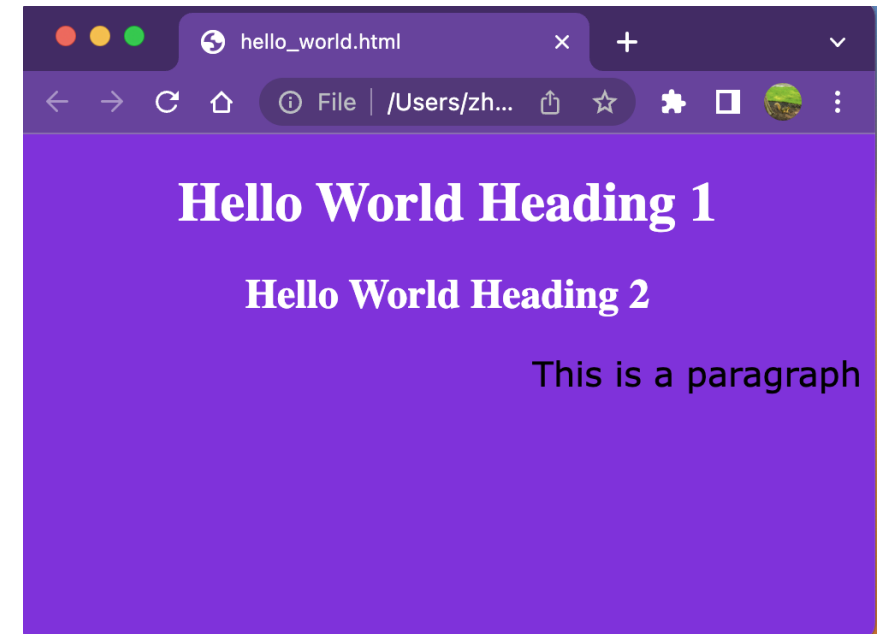 hello_world.html
File /Users/zh...
Hello World Heading 1
Hello World Heading 2
This is a paragraph